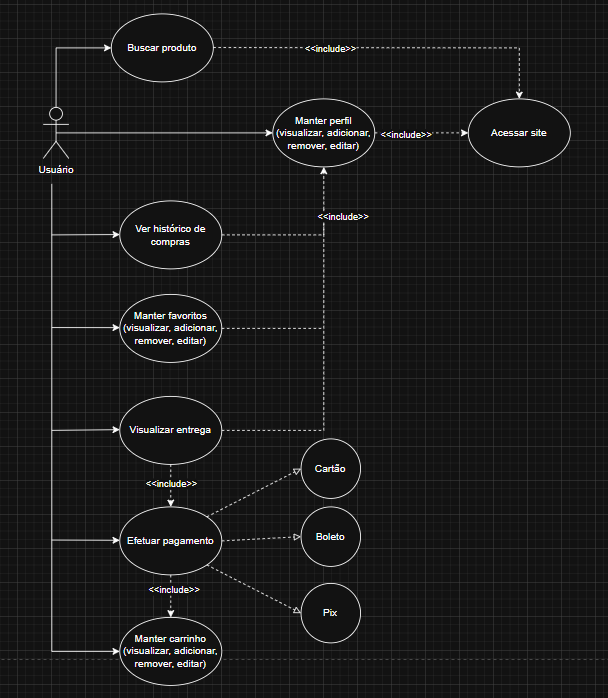 Buscar produto
<<include>>
Manter perfil
(visualizar, adicionar,
remover, editar)
<<include>>
Acessar site
Usuário
<<include>>
Ver histórico de
compras
Manter favoritos
(visualizar, adicionar,
remover, editar)
Visualizar entrega
Cartão
<<include>>
Efetuar pagamento
Boleto
<<include>>
Pix
Manter carrinho
(visualizar, adicionar,
remover, editar)